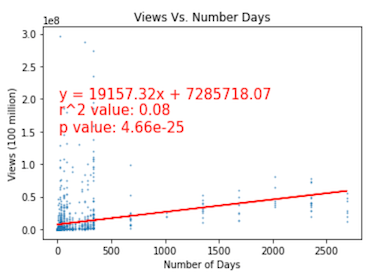 Views Vs. Number Days
1e8
3.0
2.5
2.0
1.5
1.0
0.5
0.0
Views (100 million)
y = 19157.32x + 7285718.07
r^2 value: 0.08
p value: 4.66e-25
0 500 1000 1500 2000 2500
Number of Days